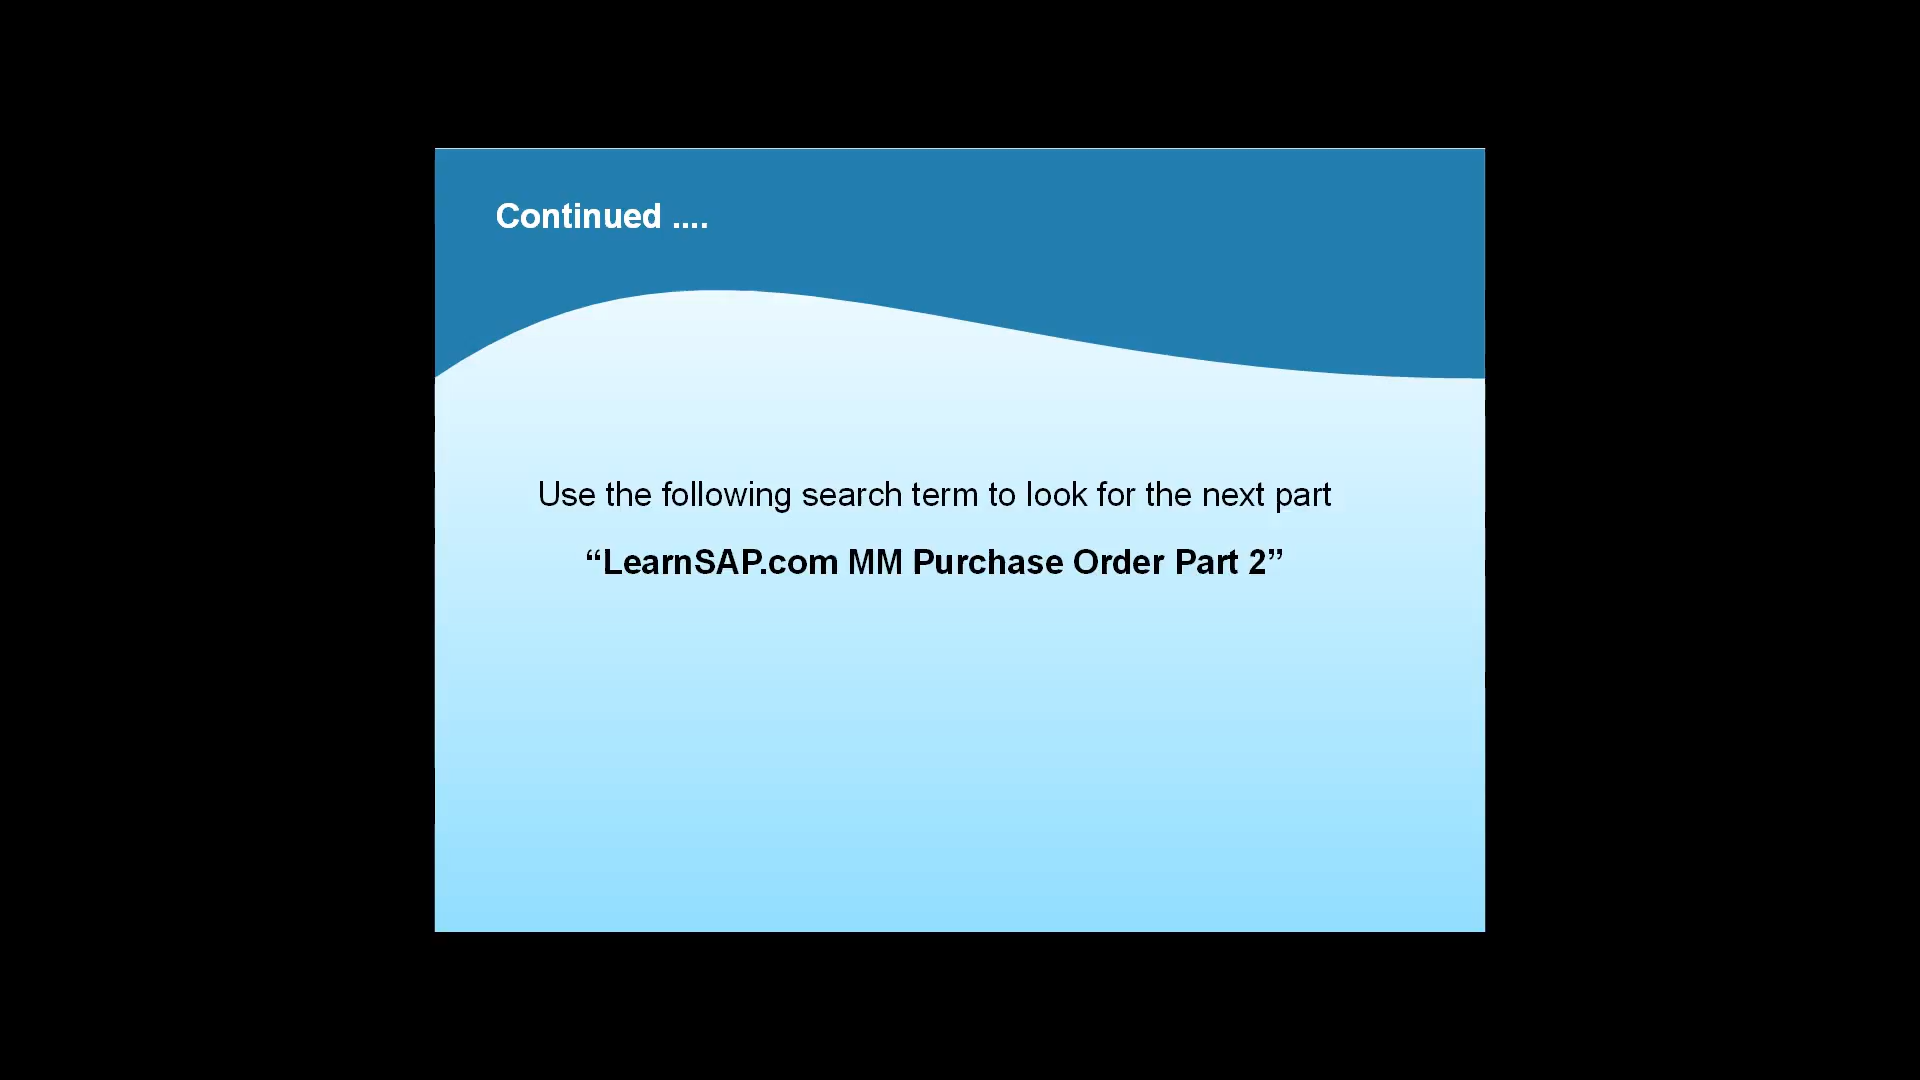 Continued ....
Use the following search term to look for the next part
“LearnSAP.com MM Purchase Order Part 2”